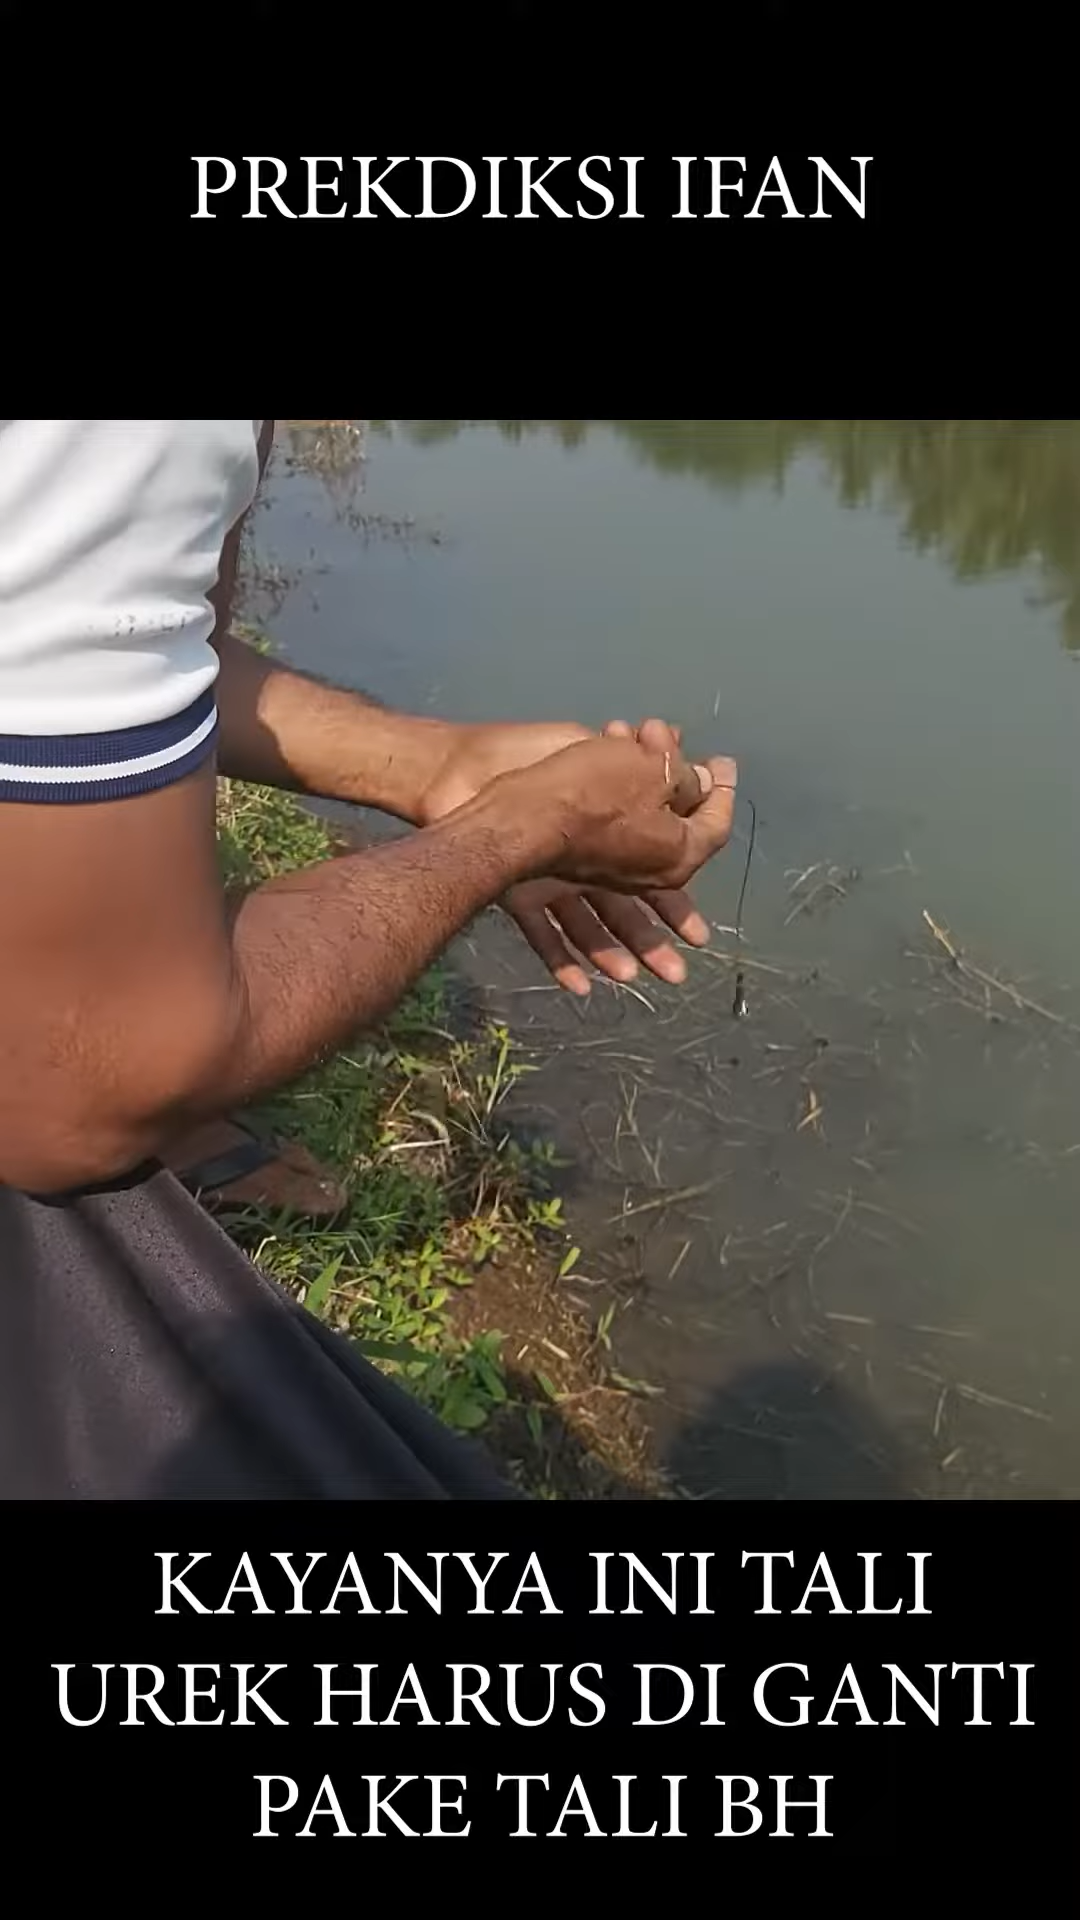 PREKDIKSI IFAN
KAYANYA INI TALI
UREK HARUS DI GANTI
PAKE TALI BH